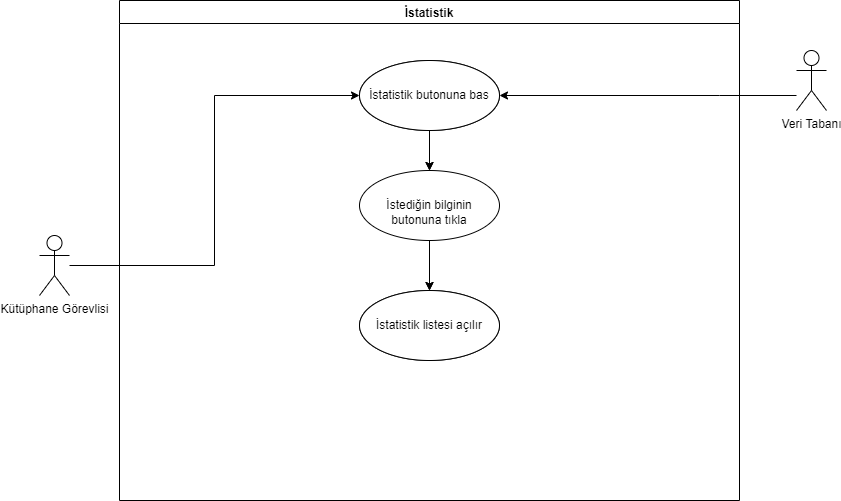 İstatistik
İstatistik butonuna bas
Veri Tabanı
İstediğin bilginin
butonuna tıkla
Kütüphane Görevlisi
İstatistik listesi açılır